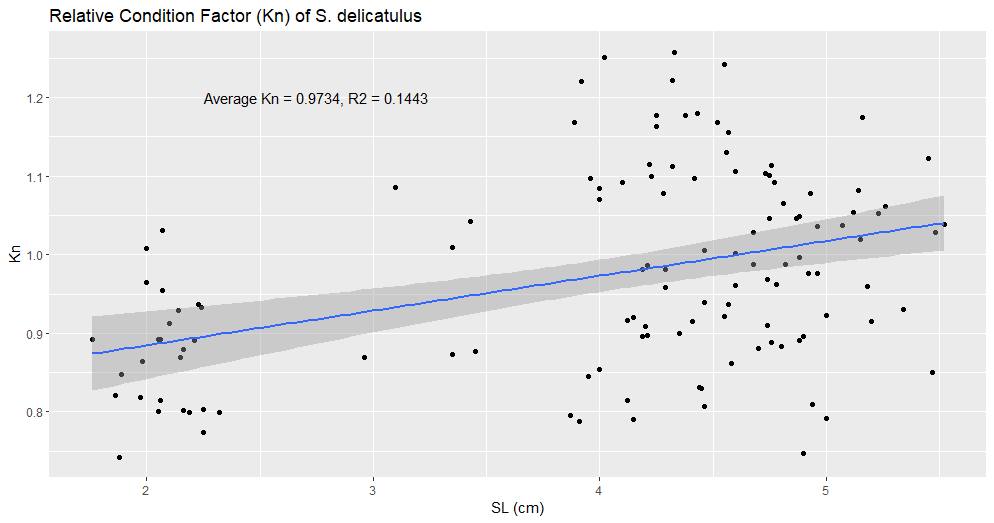 Relative Condition Factor (Kn) of S. delicatulus
Average Kn = 0.9734, R2 = 0.1443
1.2
1.1
1.0
0.9
0.8
Kn
2 3 4 5
SL (cm)